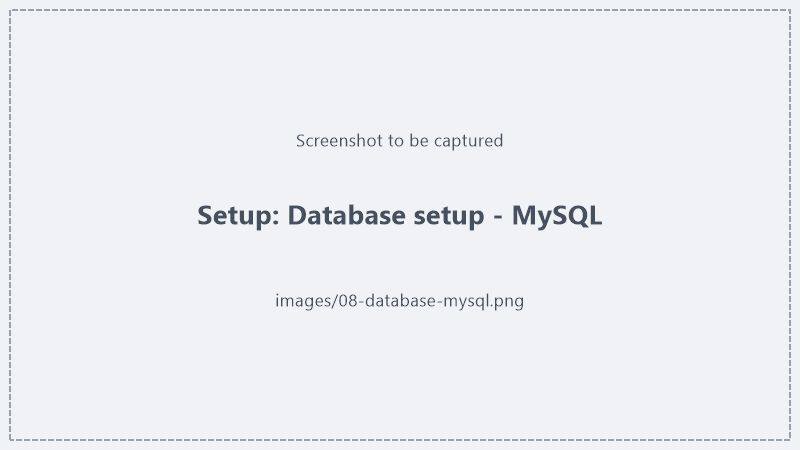 Screenshot to be captured
Setup: Database setup - MySQL
images/08-database-mysql.png